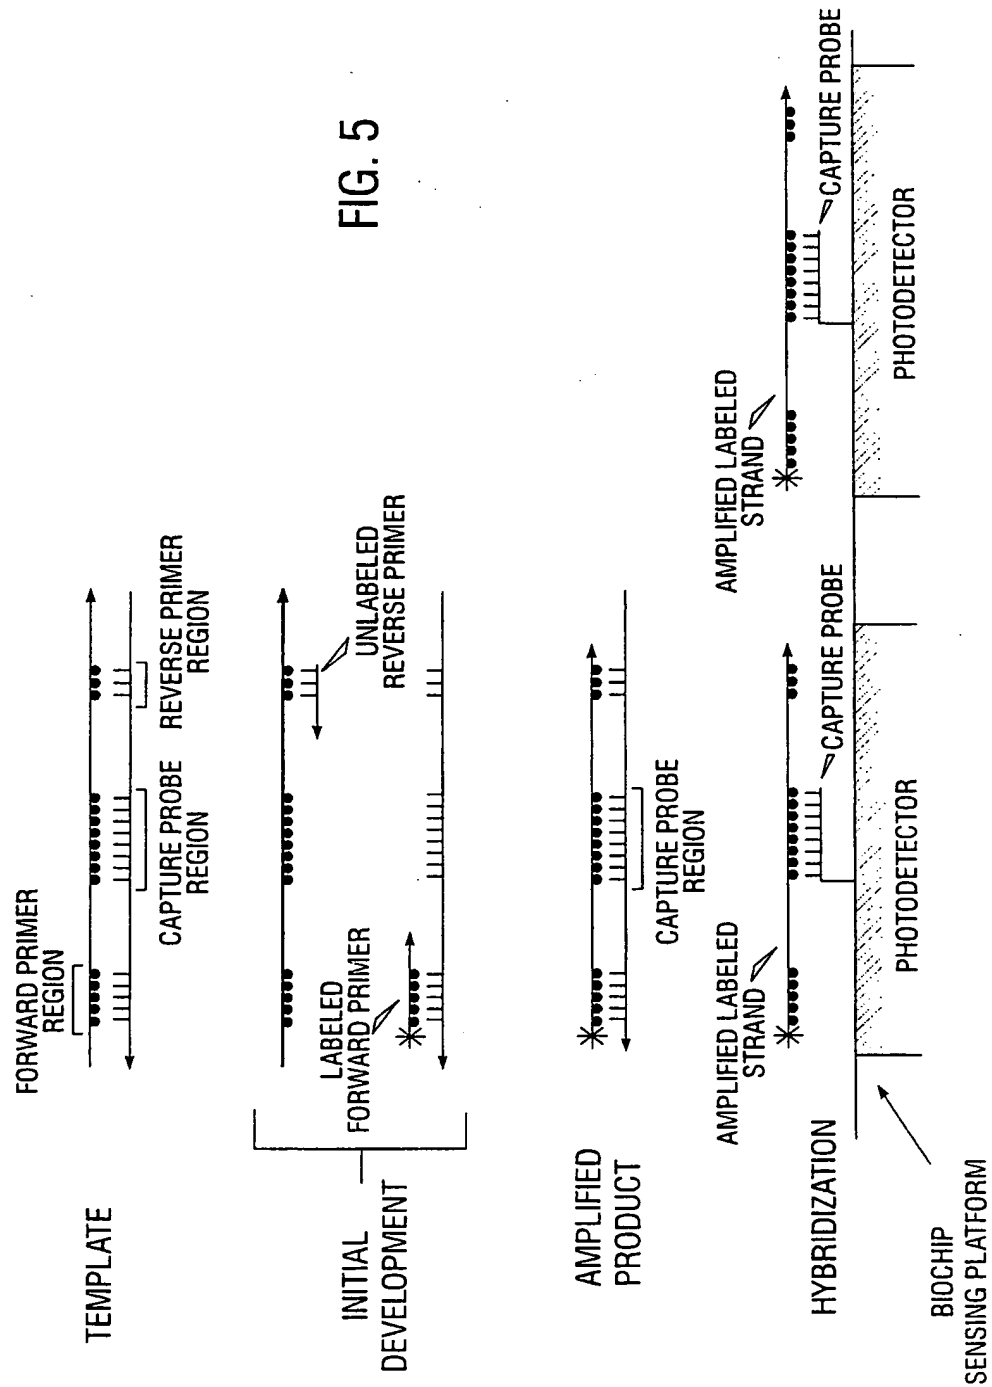 FIG. 5
TEMPLATE
FORWARD PRIMER
REGION
CAPTURE PROBE
REGION
REVERSE PRIMER
REGION
INITIAL
DEVELOPMENT
LABELED
FORWARD PRIMER
UNLABELED
REVERSE PRIMER
AMPLIFIED
PRODUCT
CAPTURE PROBE
REGION
HYBRIDIZATION
AMPLIFIED LABELED
STRAND
CAPTURE PROBE
PHOTODETECTOR
AMPLIFIED LABELED
STRAND
CAPTURE PROBE
PHOTODETECTOR
BIOCHIP
SENSING PLATFORM